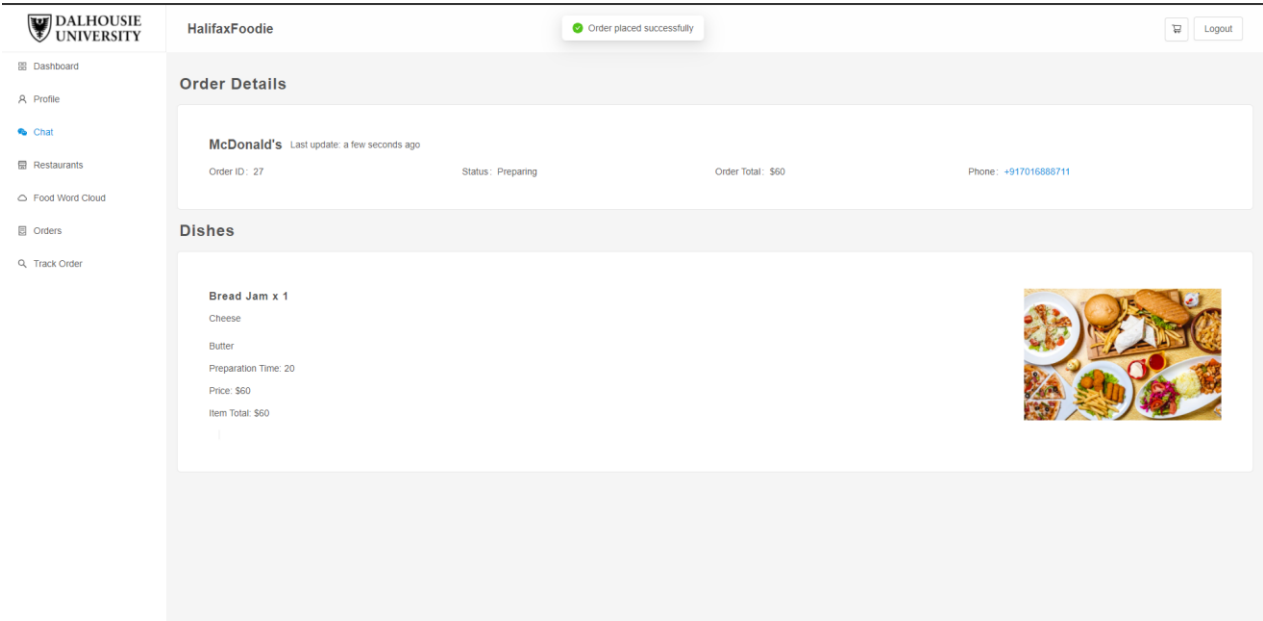 DALHOUSIE
UNIVERSITY
HalifaxFoodie
Order placed successfully
Logout
Dashboard
Profile
Chat
Restaurants
Food Word Cloud
Orders
Track Order
Order Details
McDonald's Last update: a few seconds ago
Order ID: 27 Status: Preparing Order Total: $60 Phone: +917016888711
Dishes
Bread Jam x 1
Cheese
Butter
Preparation Time: 20
Price: $60
Item Total: $60